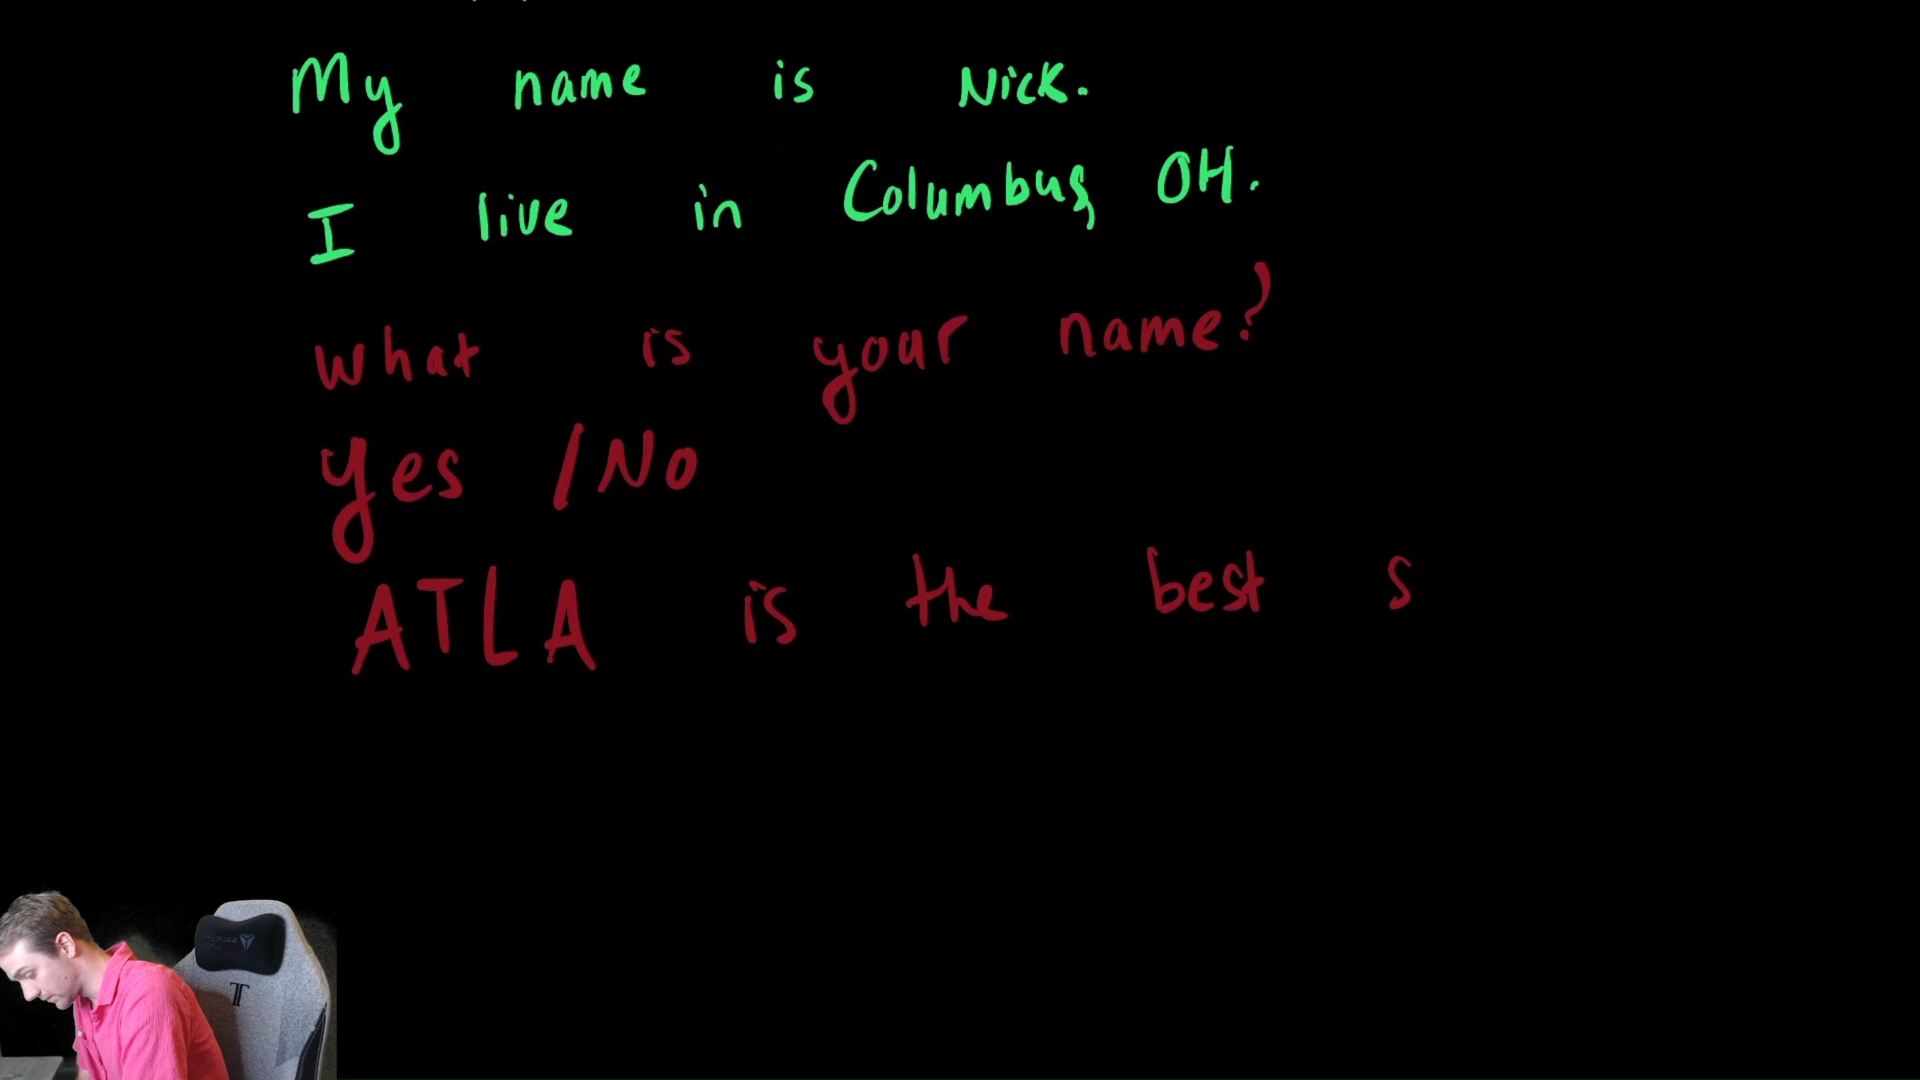 My name is Nick.
I live in Columbus, OH.
What is your name?
Yes / No
ATLA is the best s